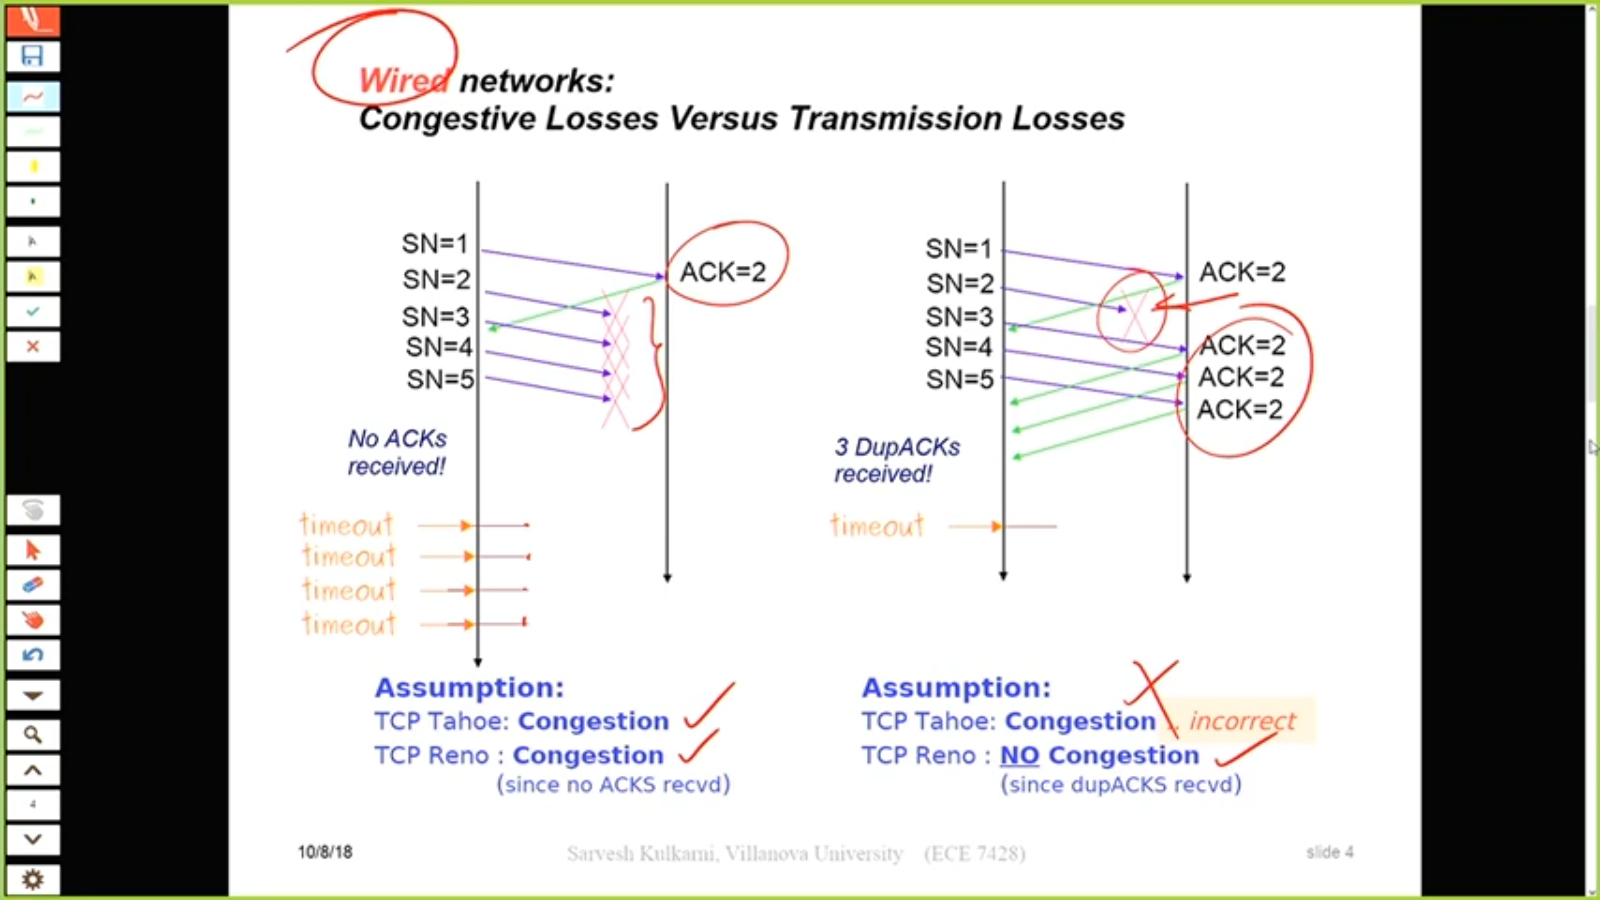 Wired networks:
Congestive Losses Versus Transmission Losses
SN=1
SN=2
SN=3
SN=4
SN=5
ACK=2
No ACKs
received!
timeout
timeout
timeout
timeout
Assumption:
TCP Tahoe: Congestion
TCP Reno : Congestion
(since no ACKS recvd)
SN=1
SN=2
SN=3
SN=4
SN=5
ACK=2
ACK=2
ACK=2
ACK=2
3 DupACKs
received!
timeout
Assumption:
TCP Tahoe: Congestion .. incorrect
TCP Reno : NO Congestion
(since dupACKS recvd)
10/8/18
Sarvesh Kulkarni, Villanova University (ECE 7428)
slide 4
4